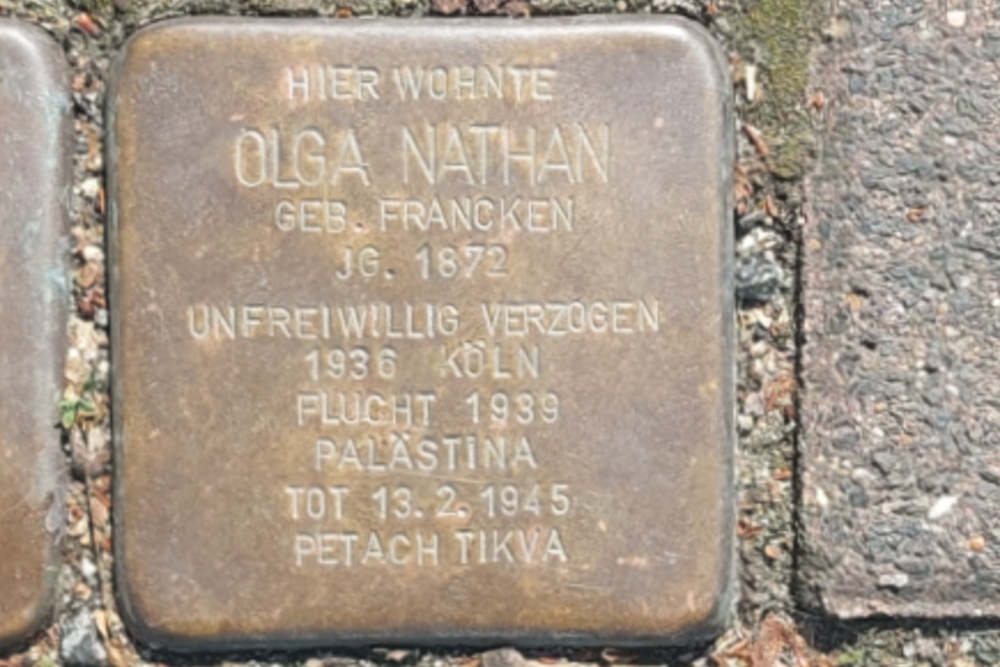 HIER WOHNTE
OLGA NATHAN
GEB. FRANCKEN
JG. 1872
UNFREIWILLIG VERZOGEN
1936 KÖLN
FLUCHT 1939
PALÄSTINA
TOT 13.2.1945
PETACH TIKVA